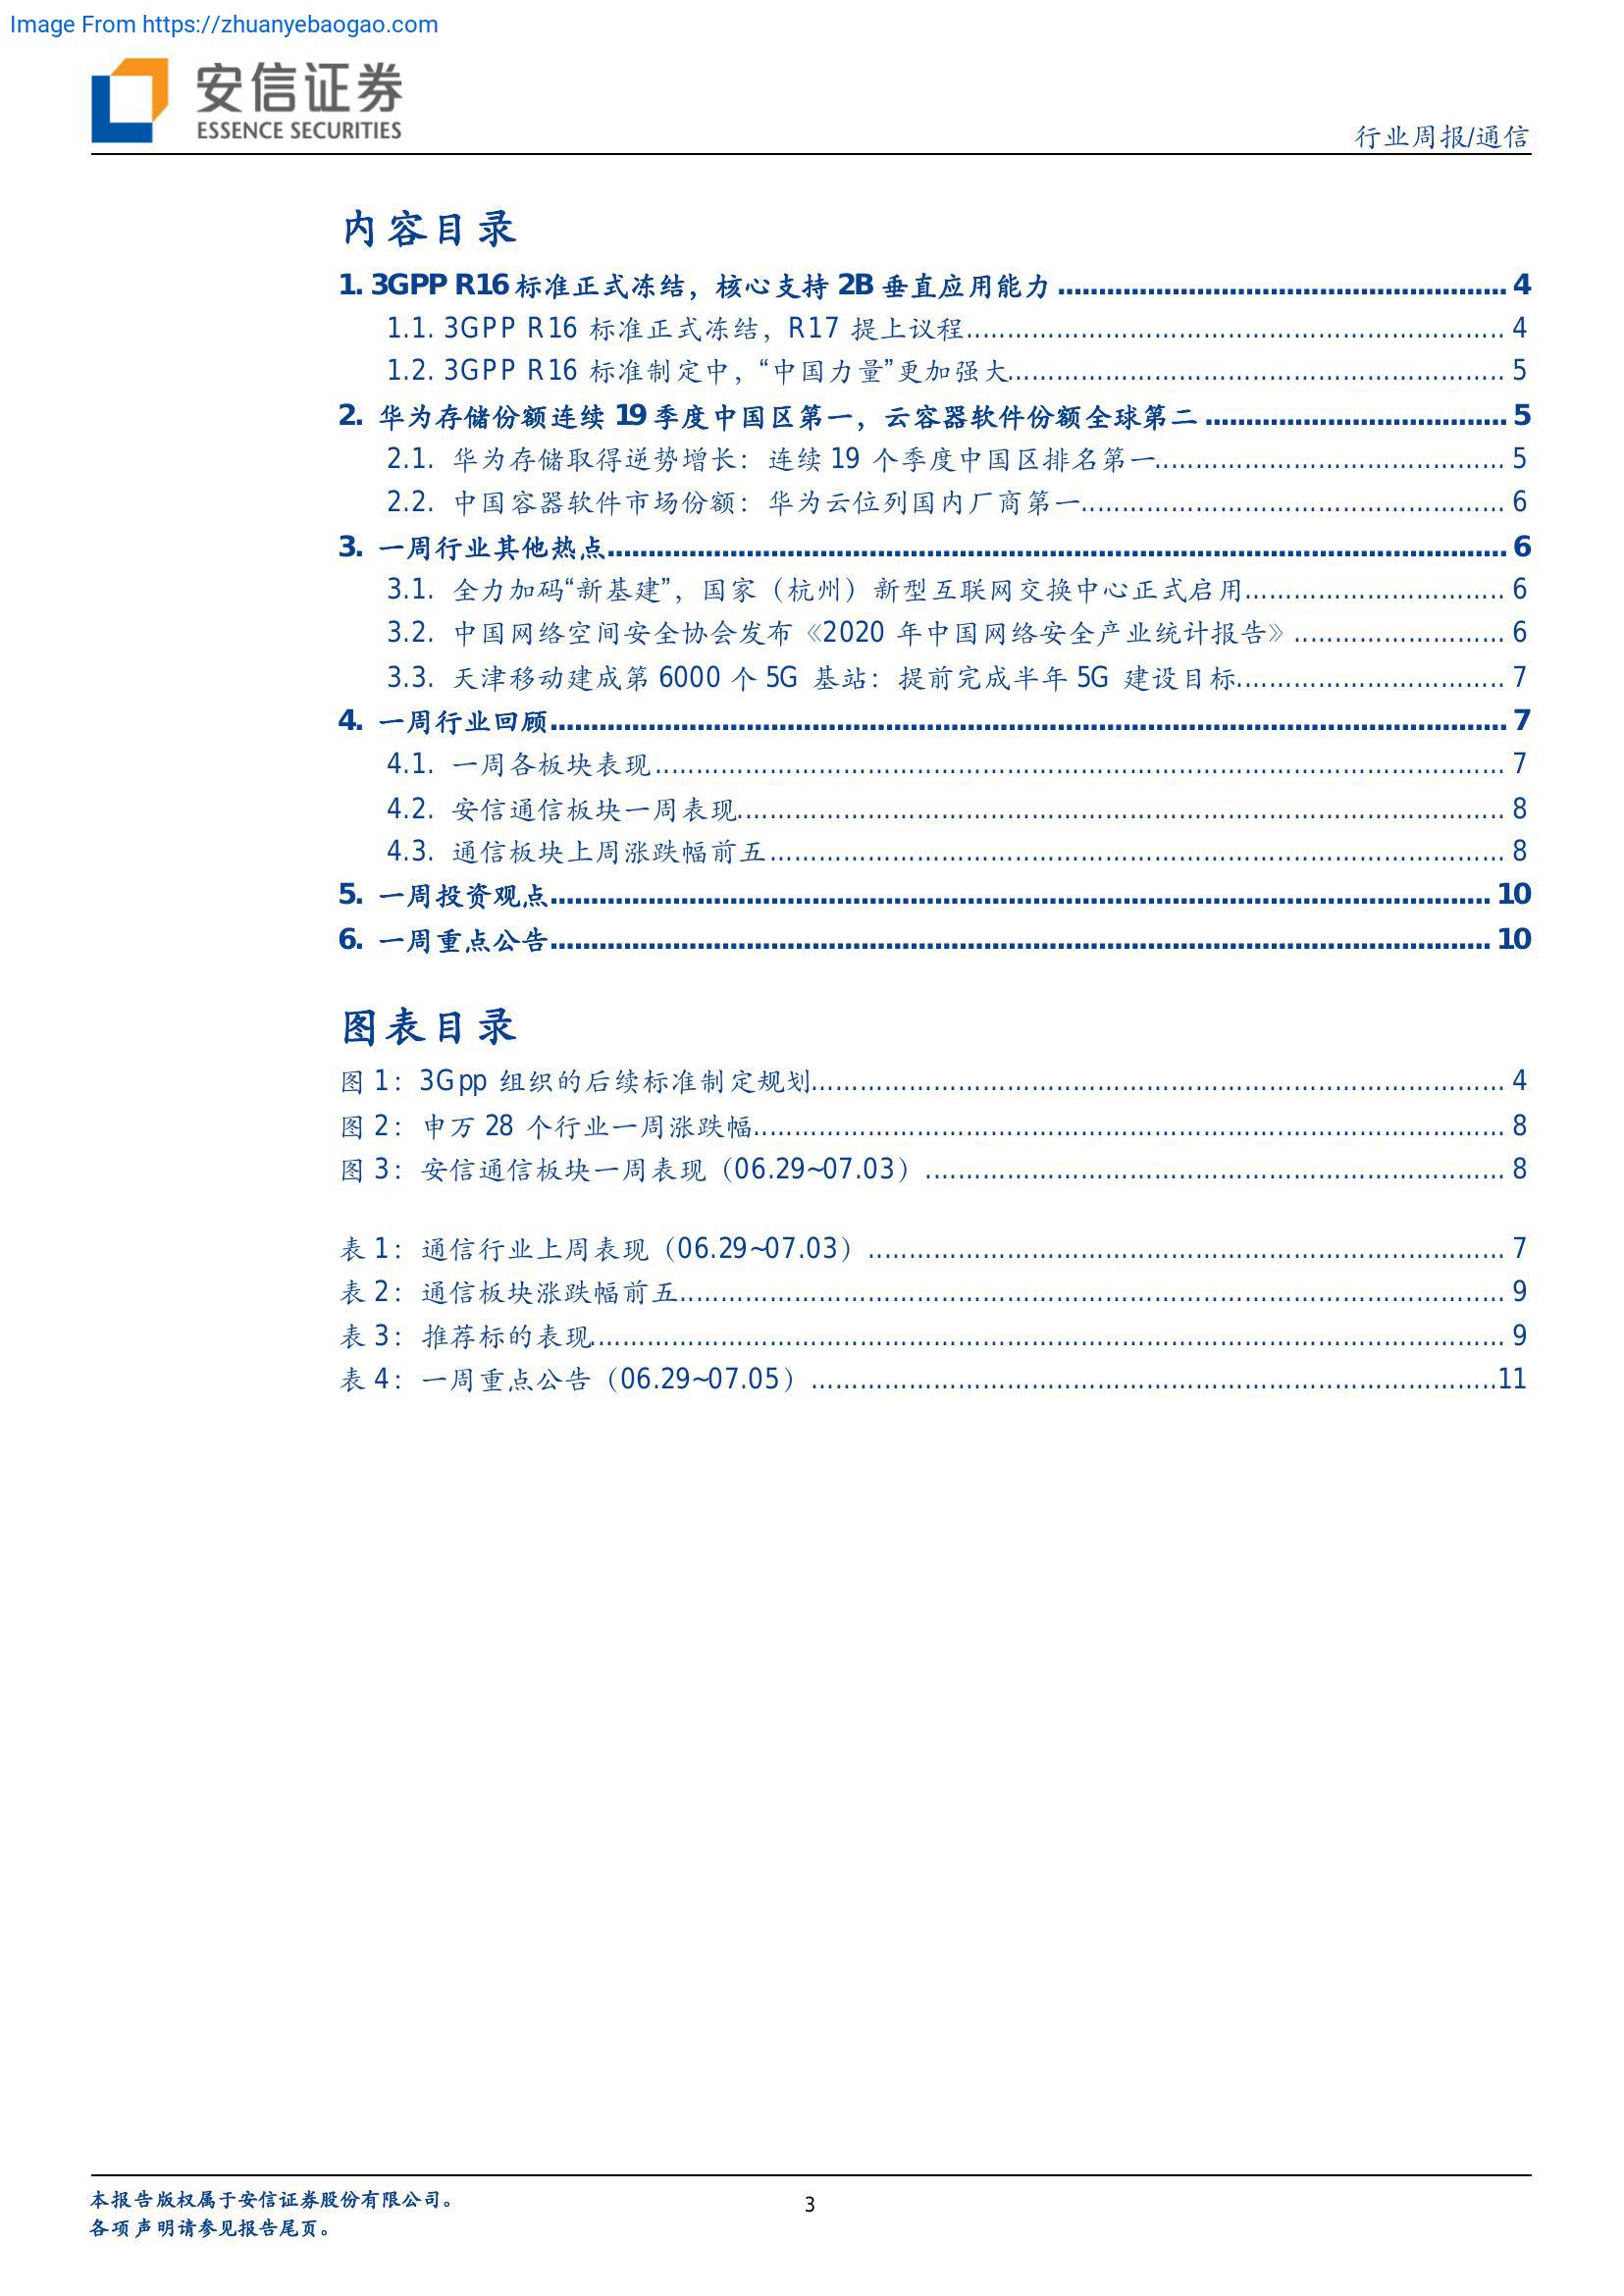 Image From https://zhuanyebaogao.com
安信证券
ESSENCE SECURITIES
行业周报/通信
内容目录
1. 3GPP R16 标准正式冻结，核心支持 2B 垂直应用能力 ........................................................ 4
1.1. 3GPP R16 标准正式冻结，R17 提上议程.................................................................. 4
1.2. 3GPP R16 标准制定中，“中国力量”更加强大............................................................. 5
2. 华为存储份额连续 19 季度中国区第一，云容器软件份额全球第二 ..................................... 5
2.1. 华为存储取得逆势增长：连续 19 个季度中国区排名第一........................................... 5
2.2. 中国容器软件市场份额：华为云位列国内厂商第一.................................................... 6
3. 一周行业其他热点.............................................................................................................. 6
3.1. 全力加码“新基建”，国家（杭州）新型互联网交换中心正式启用................................ 6
3.2. 中国网络空间安全协会发布《2020 年中国网络安全产业统计报告》.......................... 6
3.3. 天津移动建成第 6000 个 5G 基站：提前完成半年 5G 建设目标................................. 7
4. 一周行业回顾..................................................................................................................... 7
4.1. 一周各板块表现........................................................................................................ 7
4.2. 安信通信板块一周表现.............................................................................................. 8
4.3. 通信板块上周涨跌幅前五.......................................................................................... 8
5. 一周投资观点................................................................................................................... 10
6. 一周重点公告................................................................................................................... 10
图表目录
图 1：3Gpp 组织的后续标准制定规划..................................................................................... 4
图 2：申万 28 个行业一周涨跌幅............................................................................................ 8
图 3：安信通信板块一周表现（06.29~07.03）....................................................................... 8
表 1：通信行业上周表现（06.29~07.03）.............................................................................. 7
表 2：通信板块涨跌幅前五..................................................................................................... 9
表 3：推荐标的表现................................................................................................................ 9
表 4：一周重点公告（06.29~07.05）....................................................................................11
本报告版权属于安信证券股份有限公司。
各项声明请参见报告尾页。
3